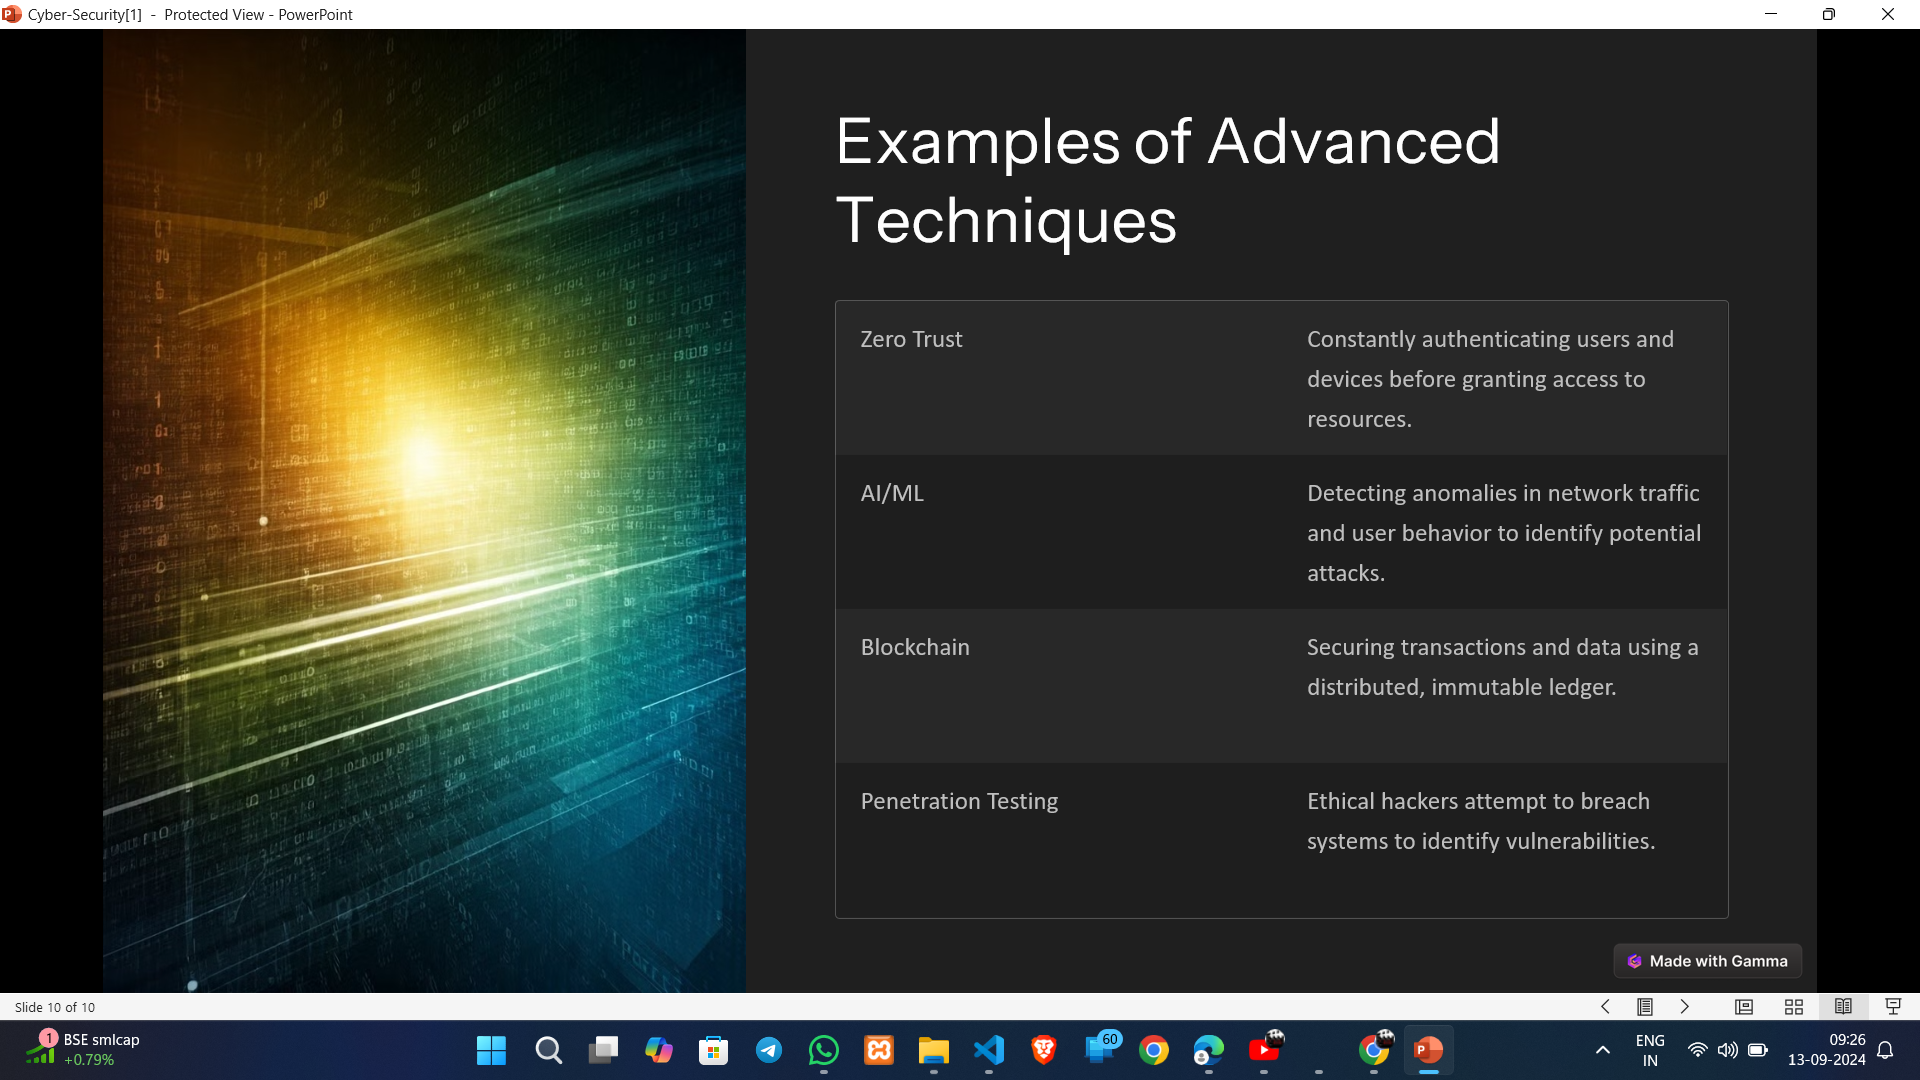 Cyber-Security[1] - Protected View - PowerPoint
Examples of Advanced
Techniques
Zero Trust
Constantly authenticating users and
devices before granting access to
resources.
AI/ML
Detecting anomalies in network traffic
and user behavior to identify potential
attacks.
Blockchain
Securing transactions and data using a
distributed, immutable ledger.
Penetration Testing
Ethical hackers attempt to breach
systems to identify vulnerabilities.
Made with Gamma
Slide 10 of 10
1
BSE smlcap
+0.79%
60
ENG
IN
09:26
13-09-2024